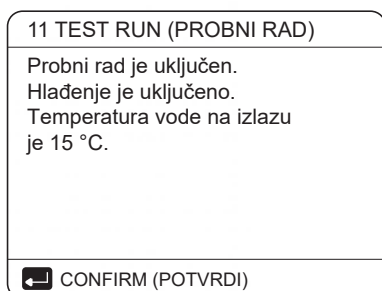 11 TEST RUN (PROBNI RAD)
Probni rad je uključen.
Hlađenje je uključeno.
Temperatura vode na izlazu
je 15 °C.
CONFIRM (POTVRDI)